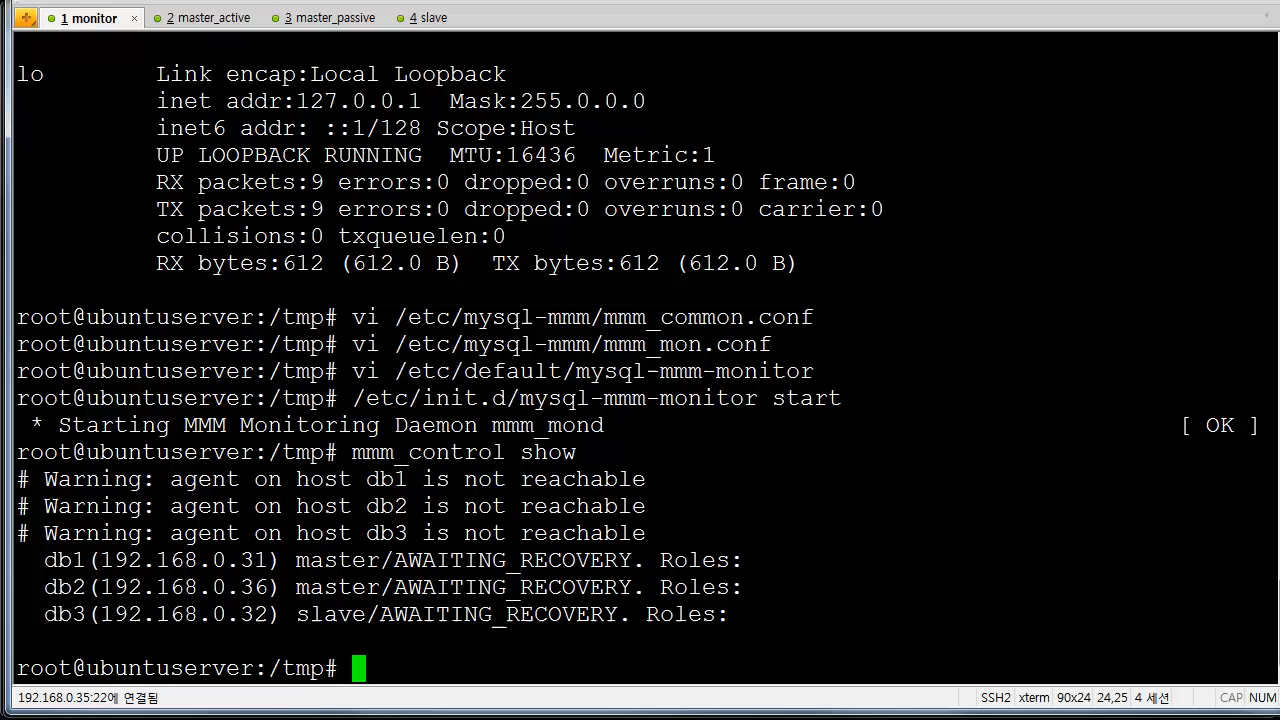 1 monitor × 2 master_active 3 master_passive 4 slave
lo Link encap:Local Loopback
inet addr:127.0.0.1 Mask:255.0.0.0
inet6 addr: ::1/128 Scope:Host
UP LOOPBACK RUNNING MTU:16436 Metric:1
RX packets:9 errors:0 dropped:0 overruns:0 frame:0
TX packets:9 errors:0 dropped:0 overruns:0 carrier:0
collisions:0 txqueuelen:0
RX bytes:612 (612.0 B) TX bytes:612 (612.0 B)
root@ubuntuserver:/tmp# vi /etc/mysql-mmm/mmm_common.conf
root@ubuntuserver:/tmp# vi /etc/mysql-mmm/mmm_mon.conf
root@ubuntuserver:/tmp# vi /etc/default/mysql-mmm-monitor
root@ubuntuserver:/tmp# /etc/init.d/mysql-mmm-monitor start
* Starting MMM Monitoring Daemon mmm_mond [ OK ]
root@ubuntuserver:/tmp# mmm_control show
# Warning: agent on host db1 is not reachable
# Warning: agent on host db2 is not reachable
# Warning: agent on host db3 is not reachable
db1(192.168.0.31) master/AWAITING_RECOVERY. Roles:
db2(192.168.0.36) master/AWAITING_RECOVERY. Roles:
db3(192.168.0.32) slave/AWAITING_RECOVERY. Roles:
root@ubuntuserver:/tmp#
192.168.0.35:22에 연결됨 SSH2 xterm 90x24 24,25 4 세션 CAP NUM